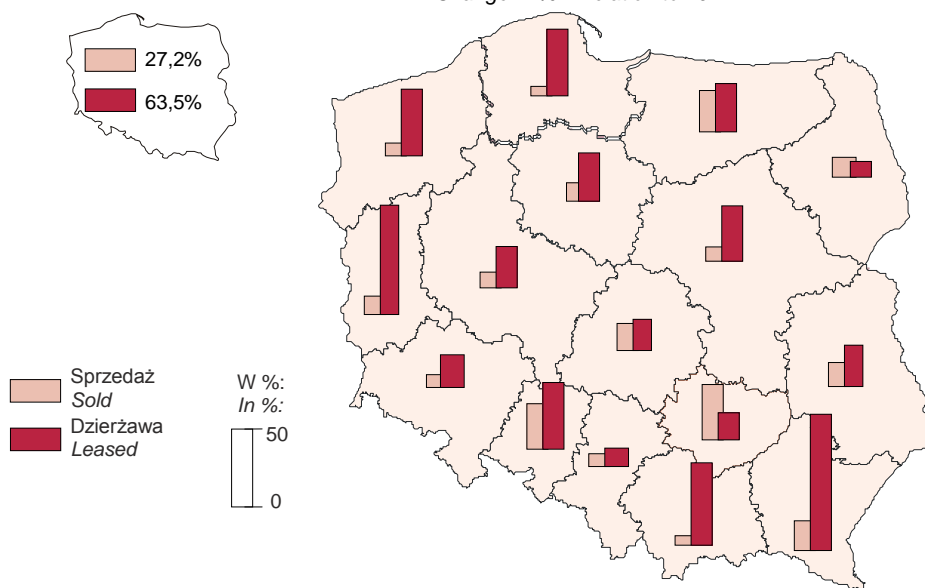 27,2%
63,5%
Sprzedaż
Sold
Dzierżawa
Leased
W %:
In %:
50
0